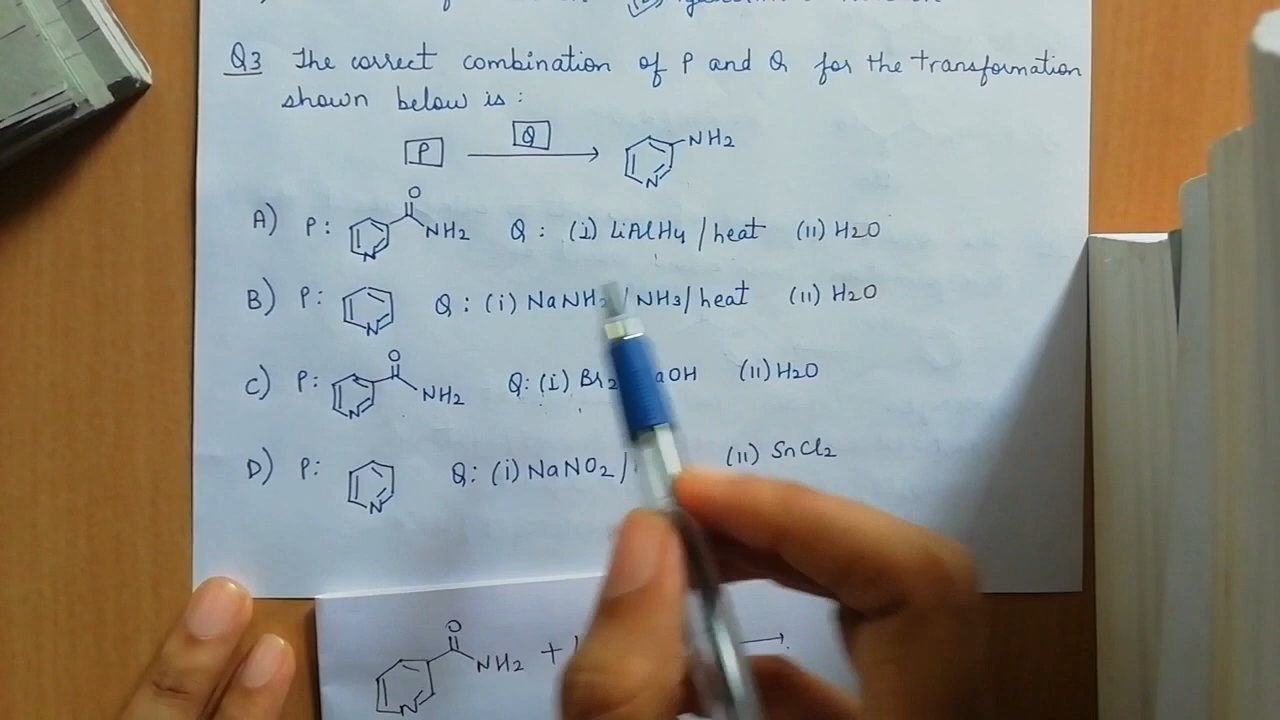 Q3 The correct combination of P and Q for the transformation
shown below is:
P Q NH2
N
A) P: O NH2 N Q: (i) LiAlH4 / heat (ii) H2O
B) P: N Q: (i) NaNH2 / NH3 / heat (ii) H2O
C) P: O NH2 N Q: (i) Br2 (ii) H2O
D) P: N Q: (i) NaNO2 / (ii) SnCl2
O
NH2 +
N